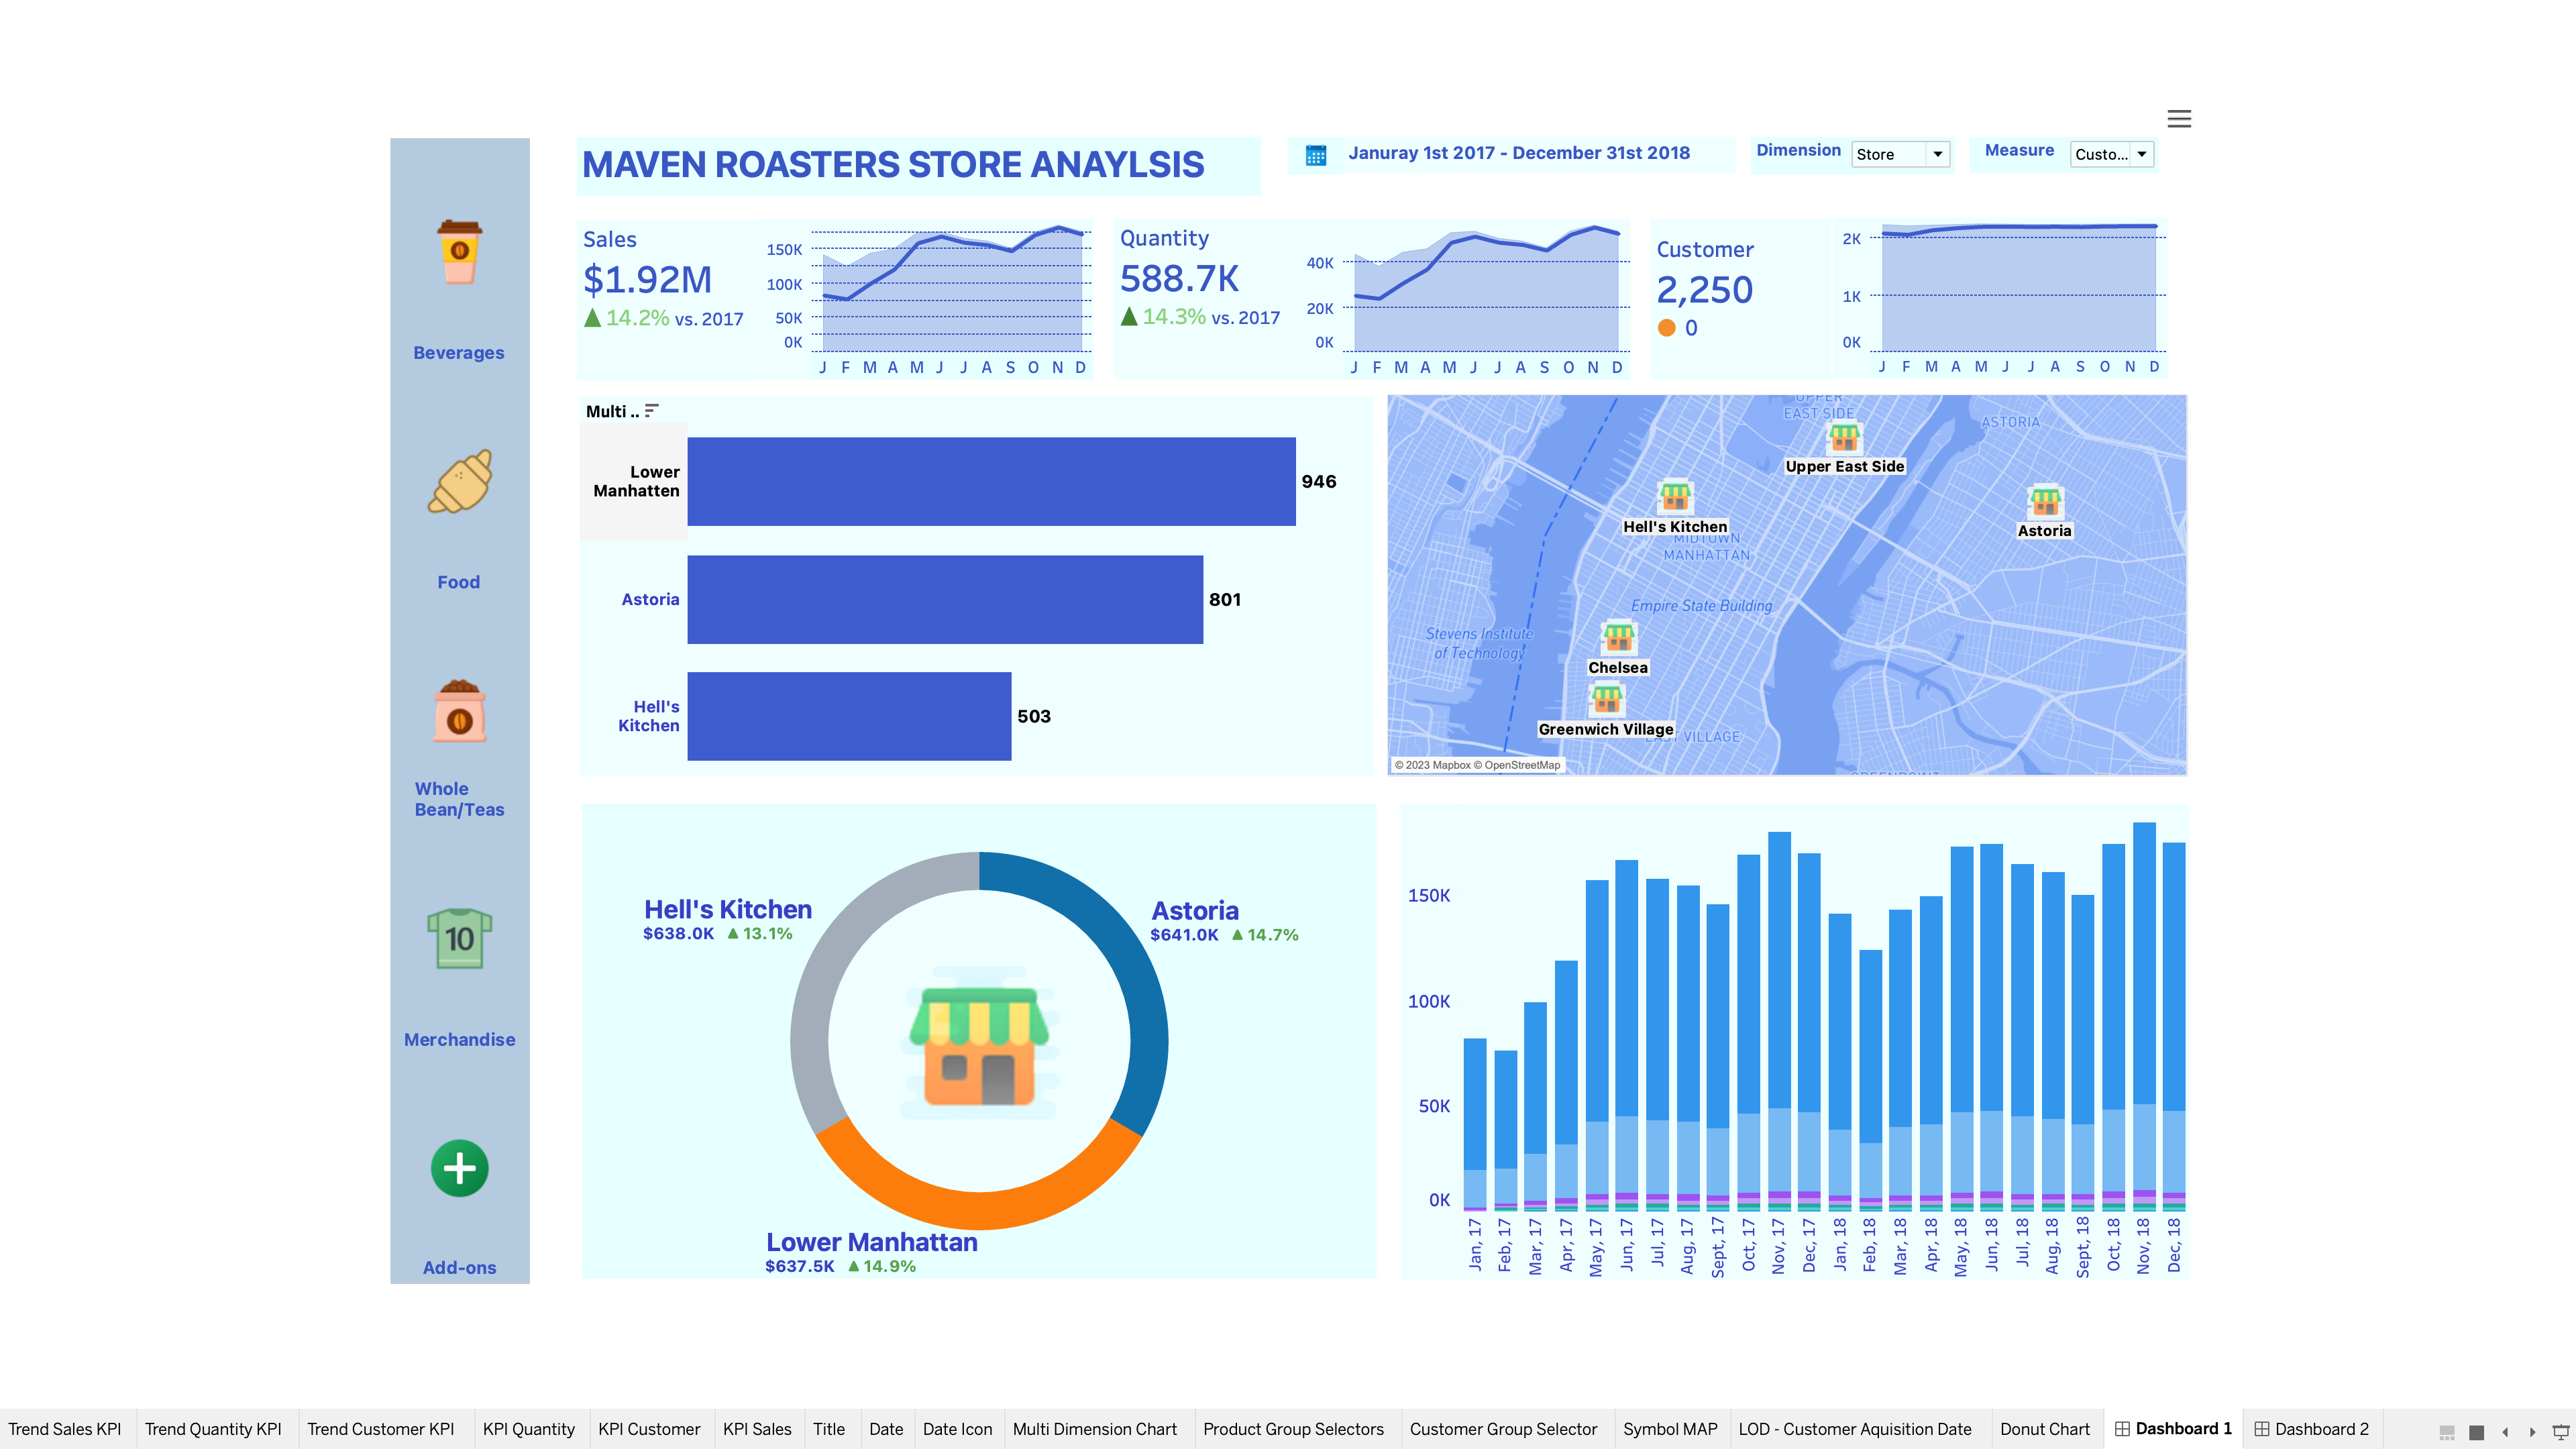 MAVEN ROASTERS STORE ANAYLSIS
Januray 1st 2017 - December 31st 2018
Dimension
Store
Measure
Custo...
Beverages
Food
Whole
Bean/Teas
Merchandise
10
Add-ons
Sales
$1.92M
▲ 14.2% vs. 2017
150K
100K
50K
0K
J F M A M J J A S O N D
Quantity
588.7K
▲ 14.3% vs. 2017
40K
20K
0K
J F M A M J J A S O N D
Customer
2,250
0
2K
1K
0K
J F M A M J J A S O N D
Multi ..
Lower
Manhatten
946
Astoria
801
Hell's
Kitchen
503
UPPER
EAST SIDE
ASTORIA
Upper East Side
Hell's Kitchen
Astoria
MIDTOWN
MANHATTAN
Empire State Building
Stevens Institute
of Technology
Chelsea
Greenwich Village
EAST VILLAGE
© 2023 Mapbox © OpenStreetMap
Hell's Kitchen
$638.0K ▲ 13.1%
Astoria
$641.0K ▲ 14.7%
Lower Manhattan
$637.5K ▲ 14.9%
150K
100K
50K
0K
Jan, 17
Feb, 17
Mar, 17
Apr, 17
May, 17
Jun, 17
Jul, 17
Aug, 17
Sept, 17
Oct, 17
Nov, 17
Dec, 17
Jan, 18
Feb, 18
Mar, 18
Apr, 18
May, 18
Jun, 18
Jul, 18
Aug, 18
Sept, 18
Oct, 18
Nov, 18
Dec, 18
Trend Sales KPI
Trend Quantity KPI
Trend Customer KPI
KPI Quantity
KPI Customer
KPI Sales
Title
Date
Date Icon
Multi Dimension Chart
Product Group Selectors
Customer Group Selector
Symbol MAP
LOD - Customer Aquisition Date
Donut Chart
Dashboard 1
Dashboard 2